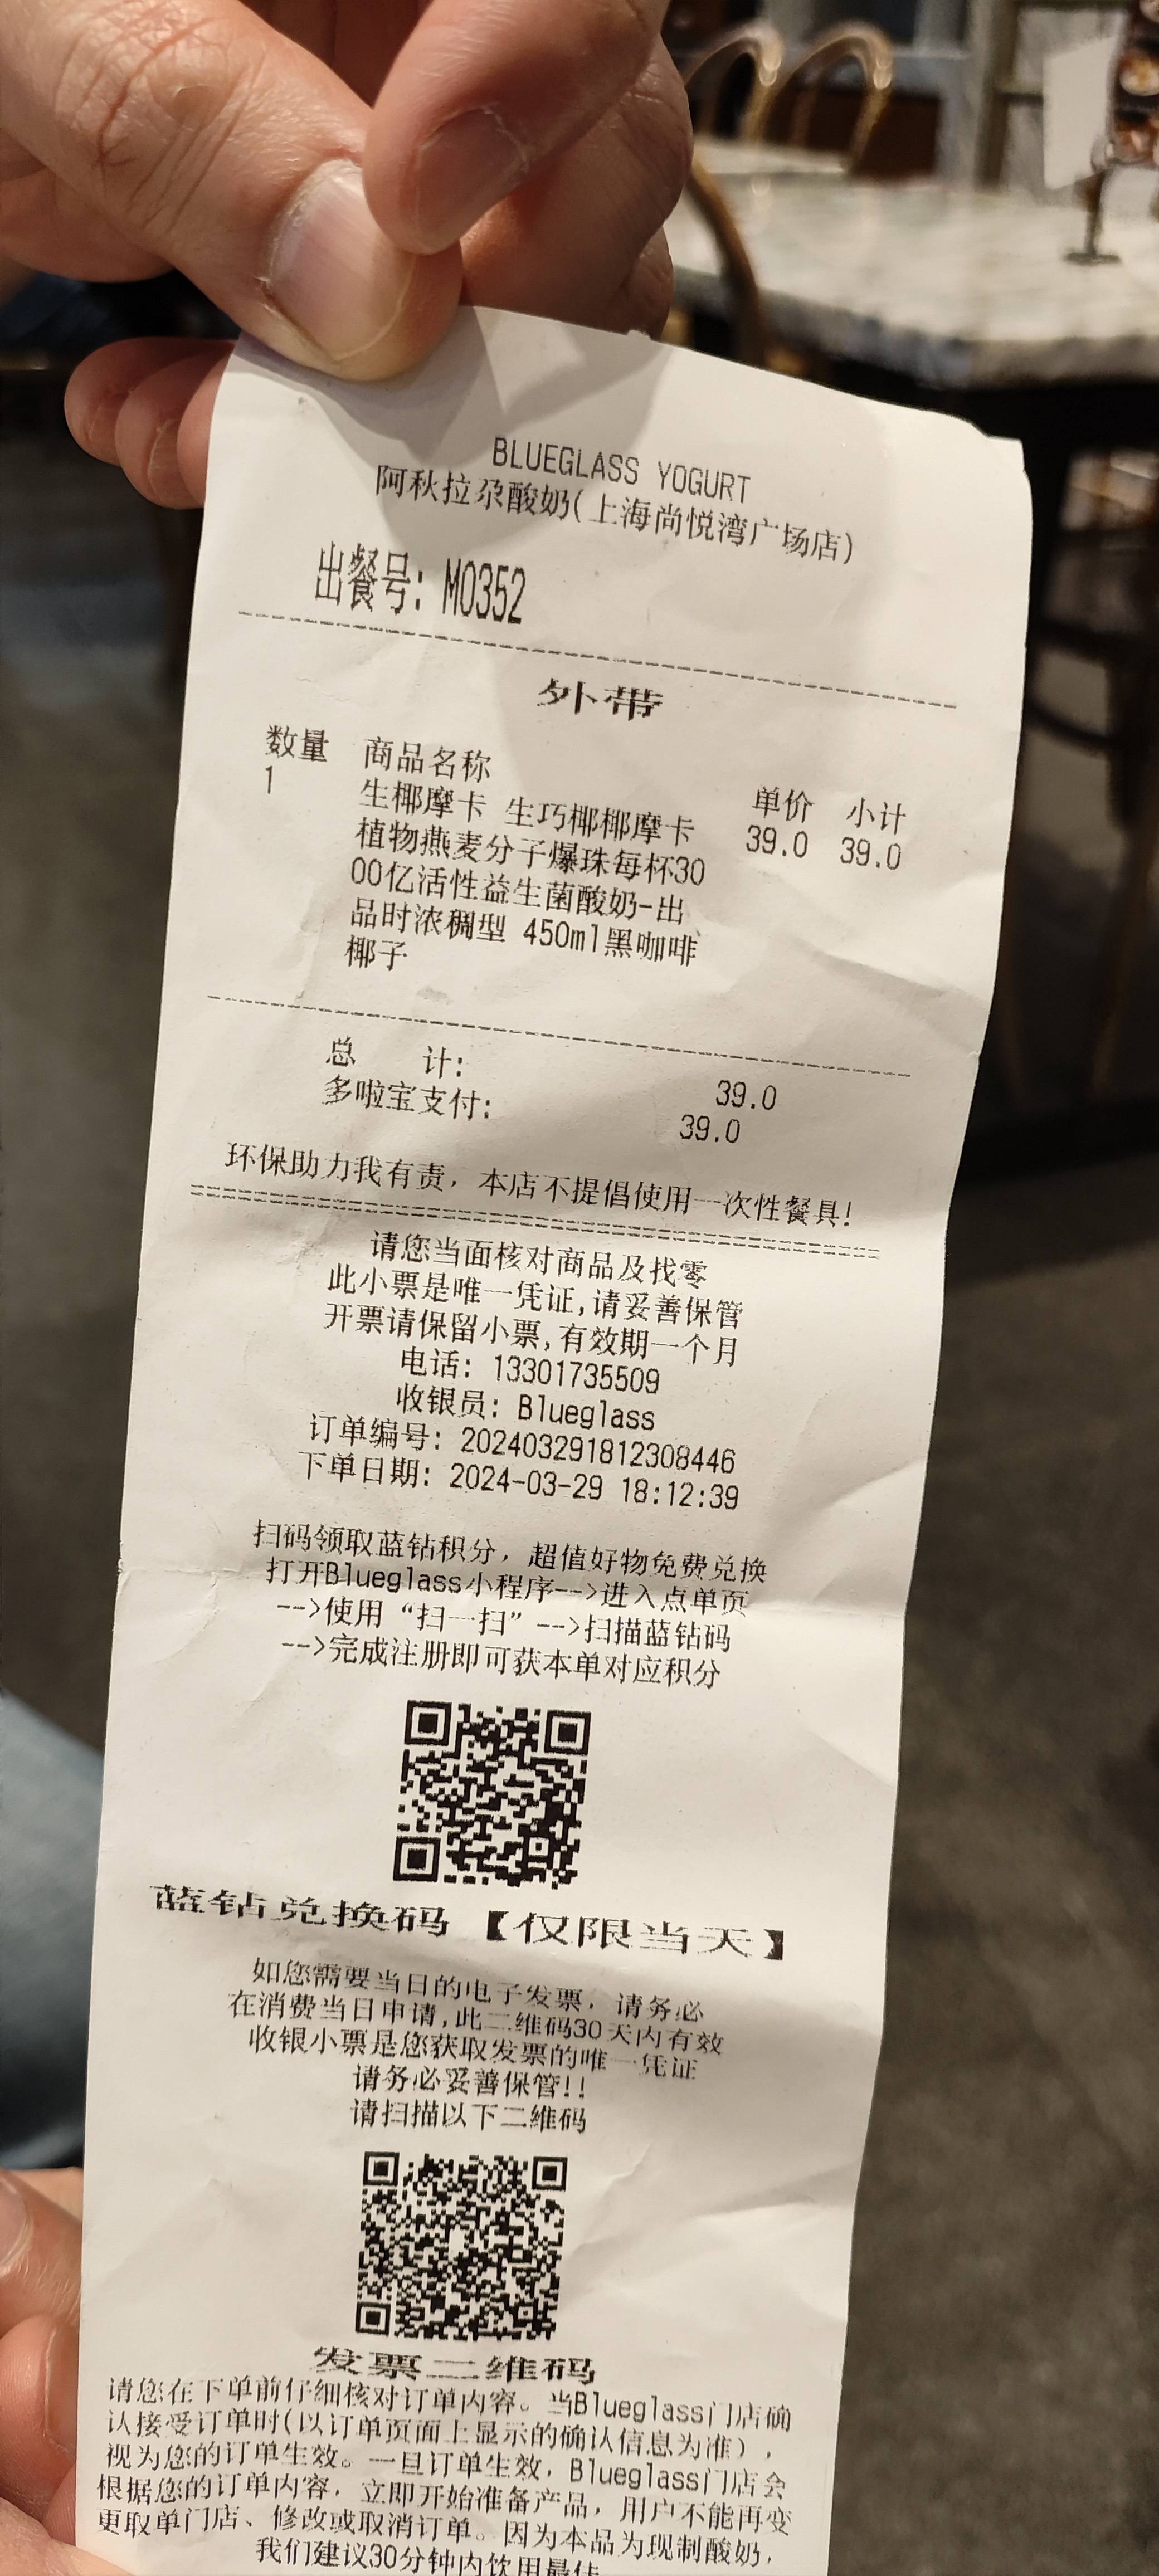 BLUEGLASS YOGURT
阿秋拉尕酸奶(上海尚悦湾广场店)
出餐号: M0352
外带
数量 商品名称 单价 小计
1 生椰摩卡 生巧椰椰摩卡 39.0 39.0
植物燕麦分子爆珠每杯30
00亿活性益生菌酸奶-出
品时浓稠型 450ml黑咖啡
椰子
总 计: 39.0
多啦宝支付: 39.0
环保助力我有责，本店不提倡使用一次性餐具!
请您当面核对商品及找零
此小票是唯一凭证,请妥善保管
开票请保留小票,有效期一个月
电话: 13301735509
收银员: Blueglass
订单编号: 202403291812308446
下单日期: 2024-03-29 18:12:39
扫码领取蓝钻积分，超值好物免费兑换
打开Blueglass小程序-->进入点单页
-->使用“扫一扫”-->扫描蓝钻码
-->完成注册即可获本单对应积分
蓝钻兑换码【仅限当天】
如您需要当日的电子发票，请务必
在消费当日申请,此二维码30天内有效
收银小票是您获取发票的唯一凭证
请务必妥善保管!!
请扫描以下二维码
发票二维码
请您在下单前仔细核对订单内容。当Blueglass门店确
认接受订单时(以订单页面上显示的确认信息为准)，
视为您的订单生效。一旦订单生效，Blueglass门店会
根据您的订单内容，立即开始准备产品，用户不能再变
更取单门店、修改或取消订单。因为本品为现制酸奶，
我们建议30分钟内饮用最佳